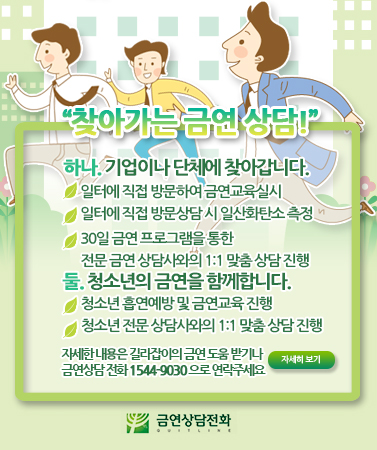 “찾아가는 금연 상담!”
하나. 기업이나 단체에 찾아갑니다.
일터에 직접 방문하여 금연교육실시
일터에 직접 방문상담 시 일산화탄소 측정
30일 금연 프로그램을 통한
전문 금연 상담사와의 1:1 맞춤 상담 진행
둘. 청소년의 금연을 함께합니다.
청소년 흡연예방 및 금연교육 진행
청소년 전문 상담사와의 1:1 맞춤 상담 진행
자세한 내용은 길라잡이의 금연 도움 받기나
금연상담 전화 1544-9030 으로 연락주세요
자세히 보기
금연상담전화
QUITLINE